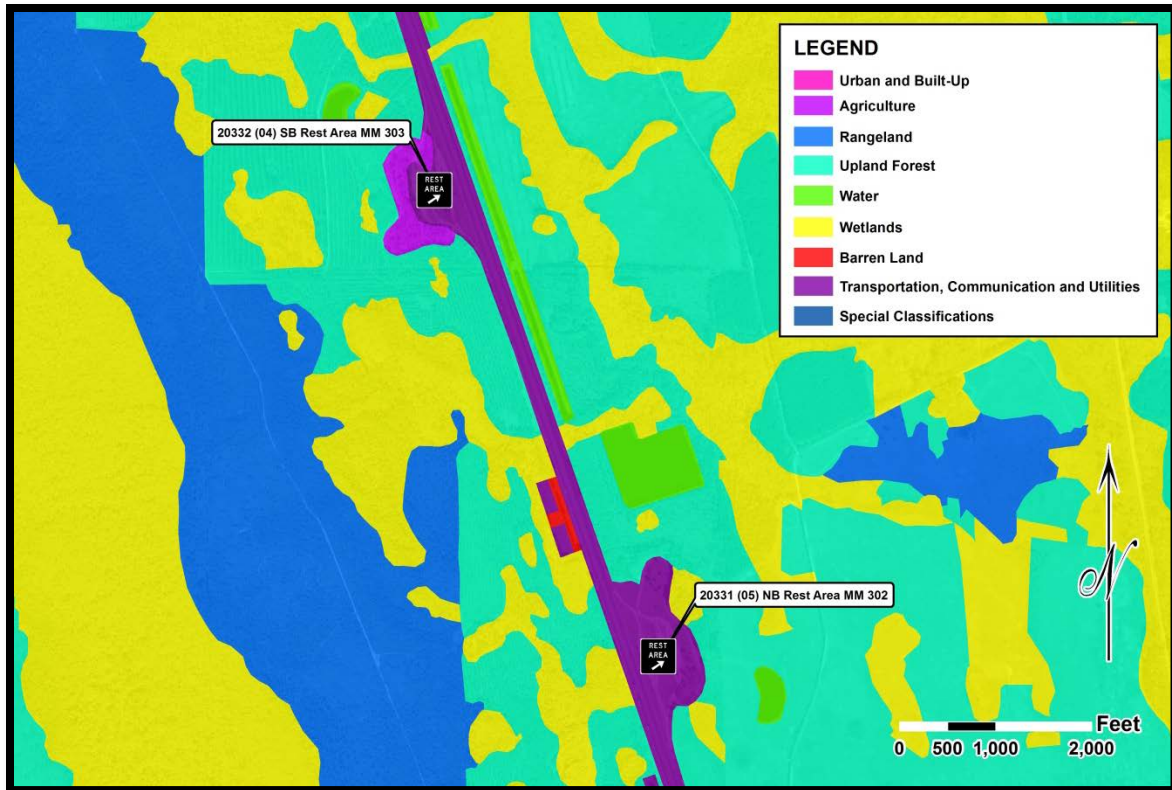 LEGEND
Urban and Built-Up
Agriculture
Rangeland
Upland Forest
Water
Wetlands
Barren Land
Transportation, Communication and Utilities
Special Classifications
20332 (04) SB Rest Area MM 303
REST
AREA
20331 (05) NB Rest Area MM 302
REST
AREA
N
Feet
0 500 1,000 2,000